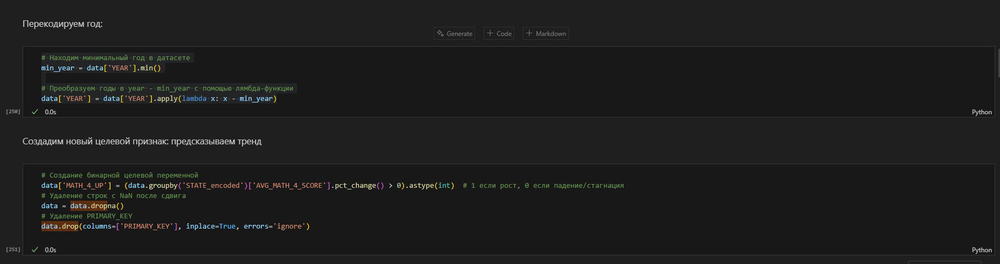 Перекодируем год:
Generate
Code
Markdown
# Находим минимальный год в датасете
min_year = data['YEAR'].min()
# Преобразуем годы в year - min_year с помощью лямбда-функции
data['YEAR'] = data['YEAR'].apply(lambda x: x - min_year)
[250]
0.0s
Python
Создадим новый целевой признак: предсказываем тренд
# Создание бинарной целевой переменной
data['MATH_4_UP'] = (data.groupby('STATE_encoded')['AVG_MATH_4_SCORE'].pct_change() > 0).astype(int)  # 1 если рост, 0 если падение/стагнация
# Удаление строк с NaN после сдвига
data = data.dropna()
# Удаление PRIMARY_KEY
data.drop(columns=['PRIMARY_KEY'], inplace=True, errors='ignore')
[251]
0.0s
Python